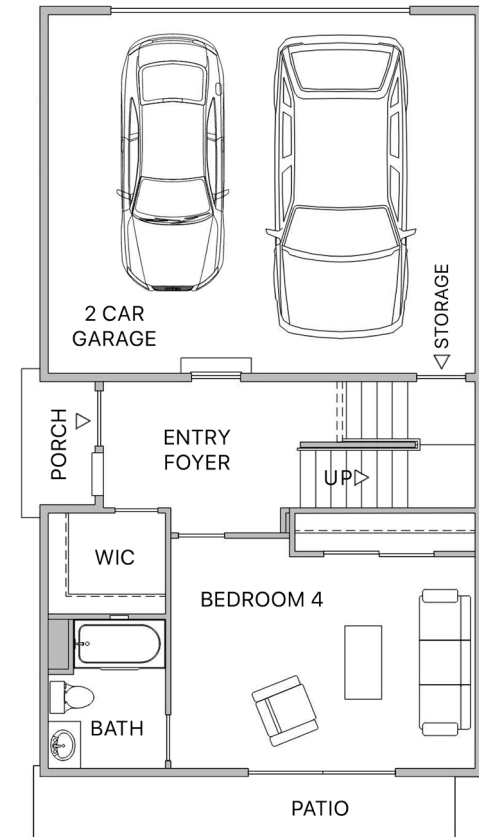 2 CAR
GARAGE
STORAGE
PORCH
ENTRY
FOYER
UP
WIC
BEDROOM 4
BATH
PATIO